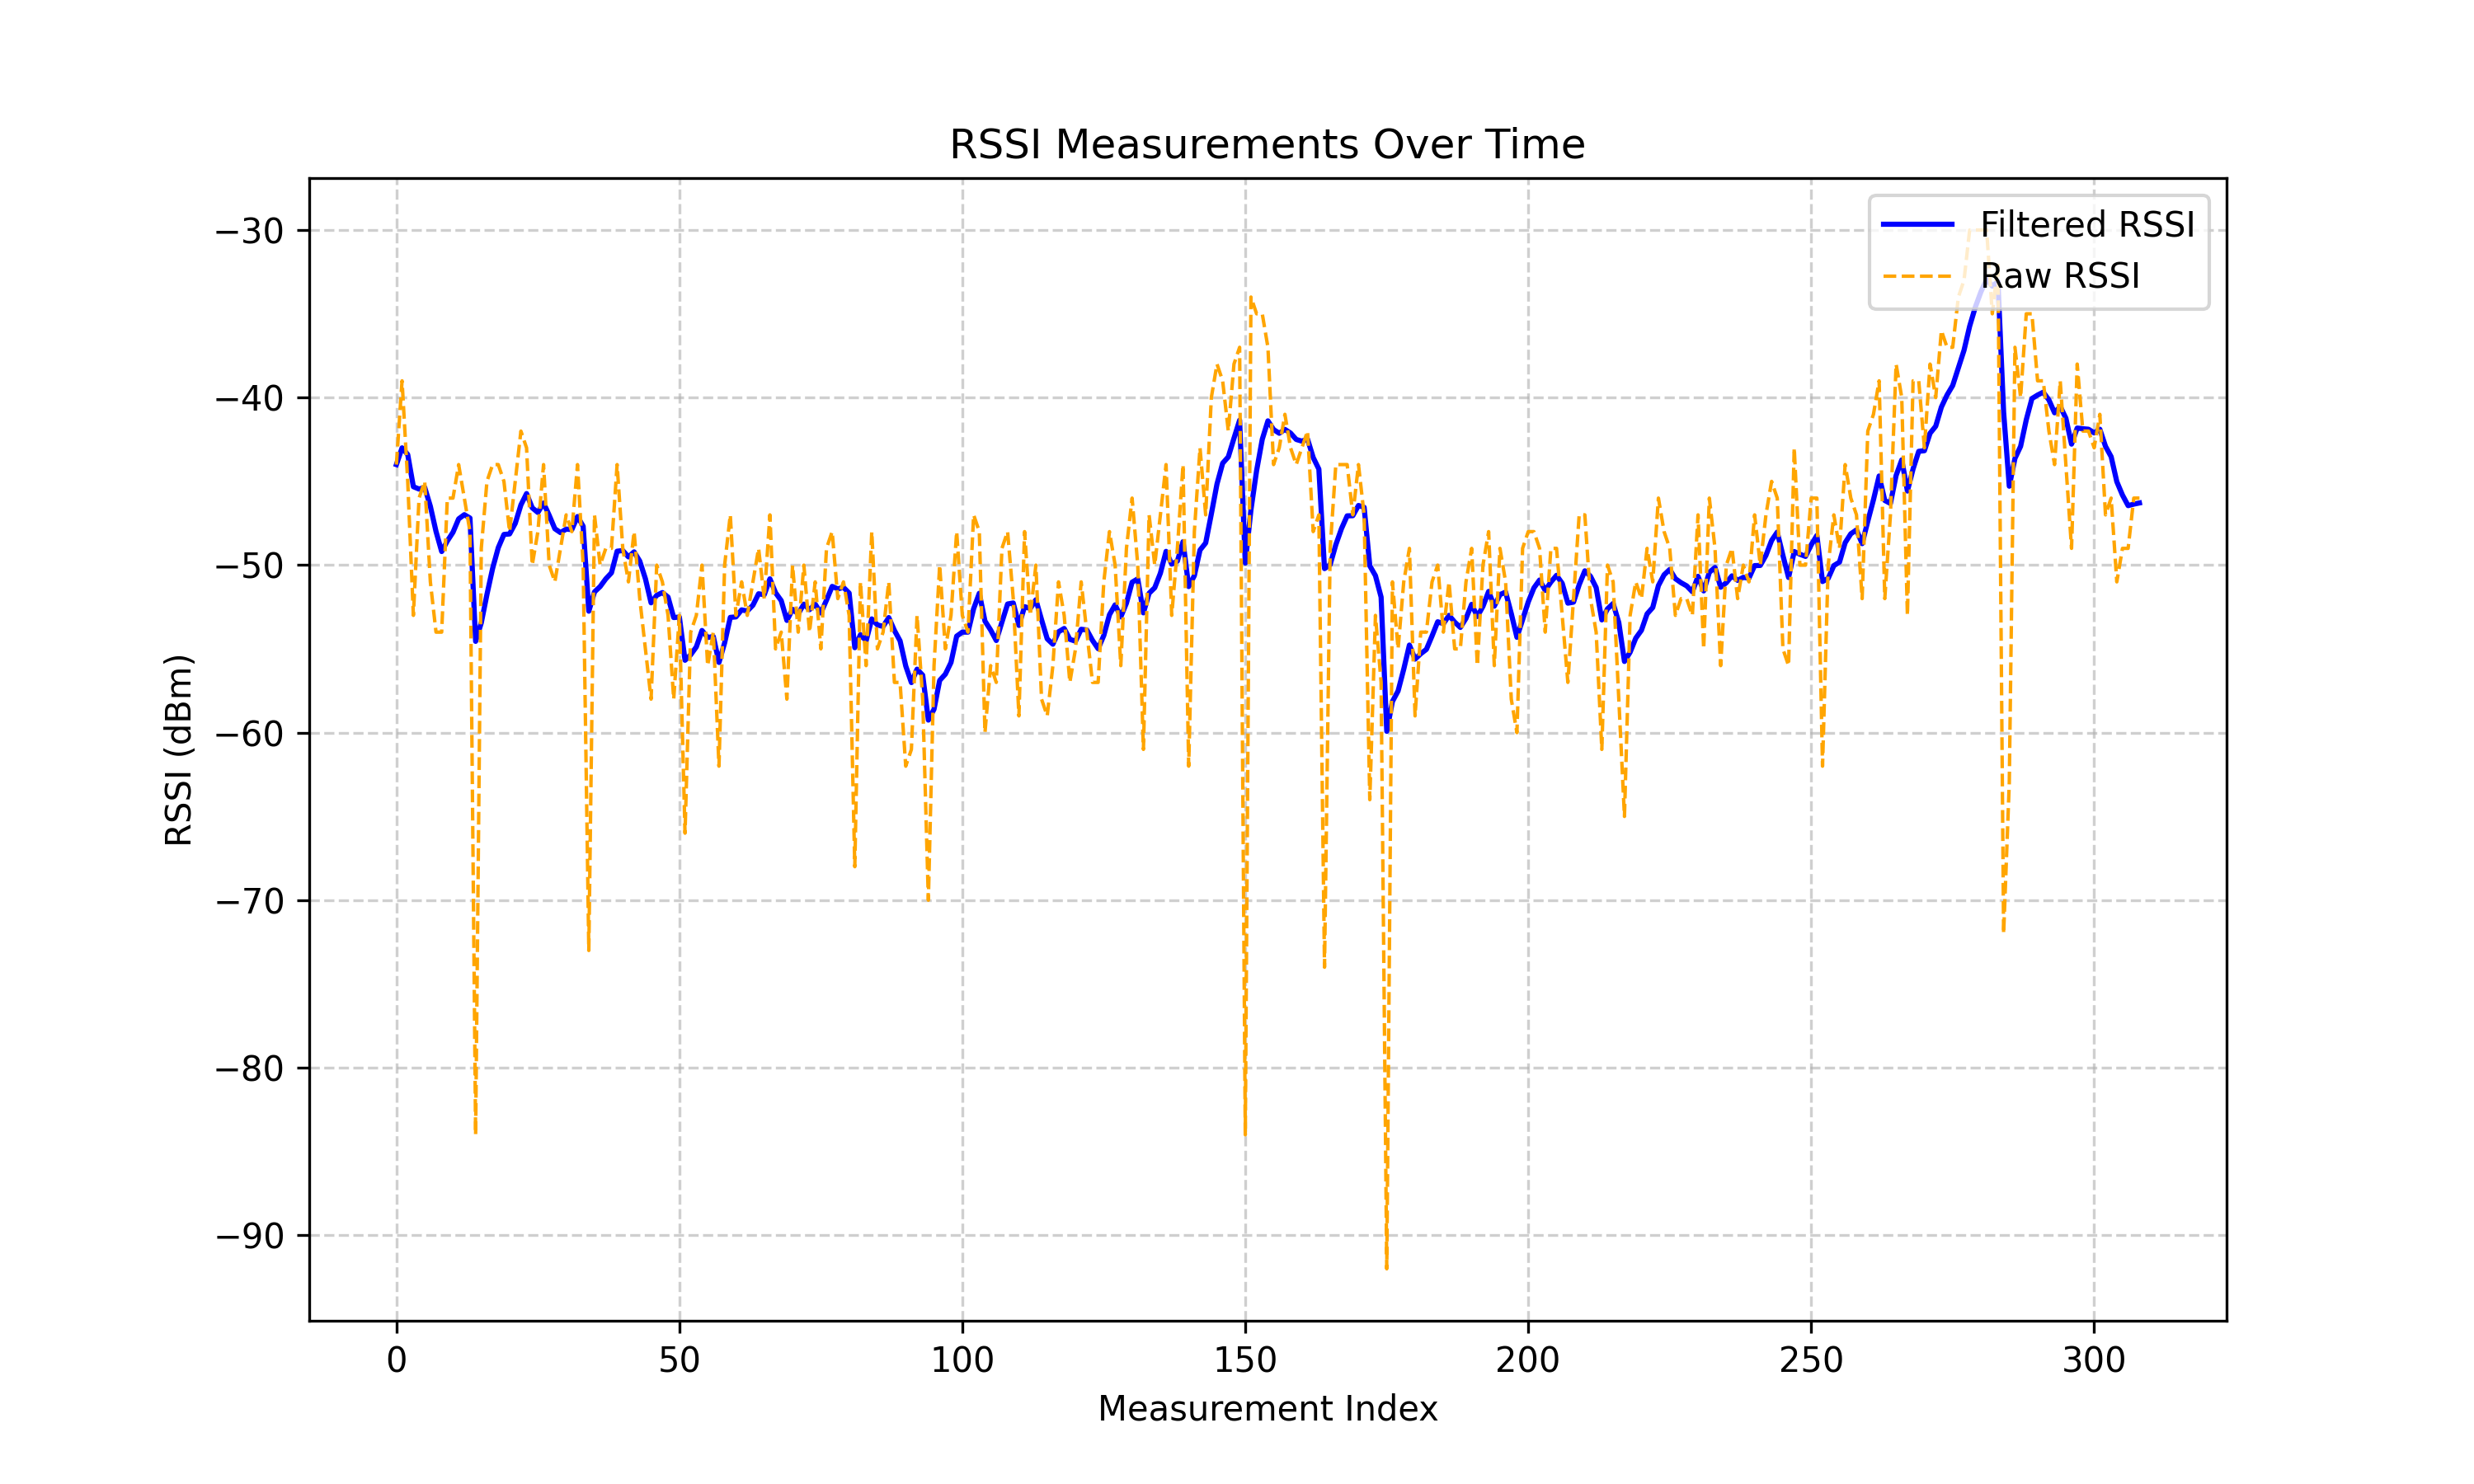 RSSI Measurements Over Time
Filtered RSSI
Raw RSSI
−30
−40
−50
−60
−70
−80
−90
RSSI (dBm)
0 50 100 150 200 250 300
Measurement Index